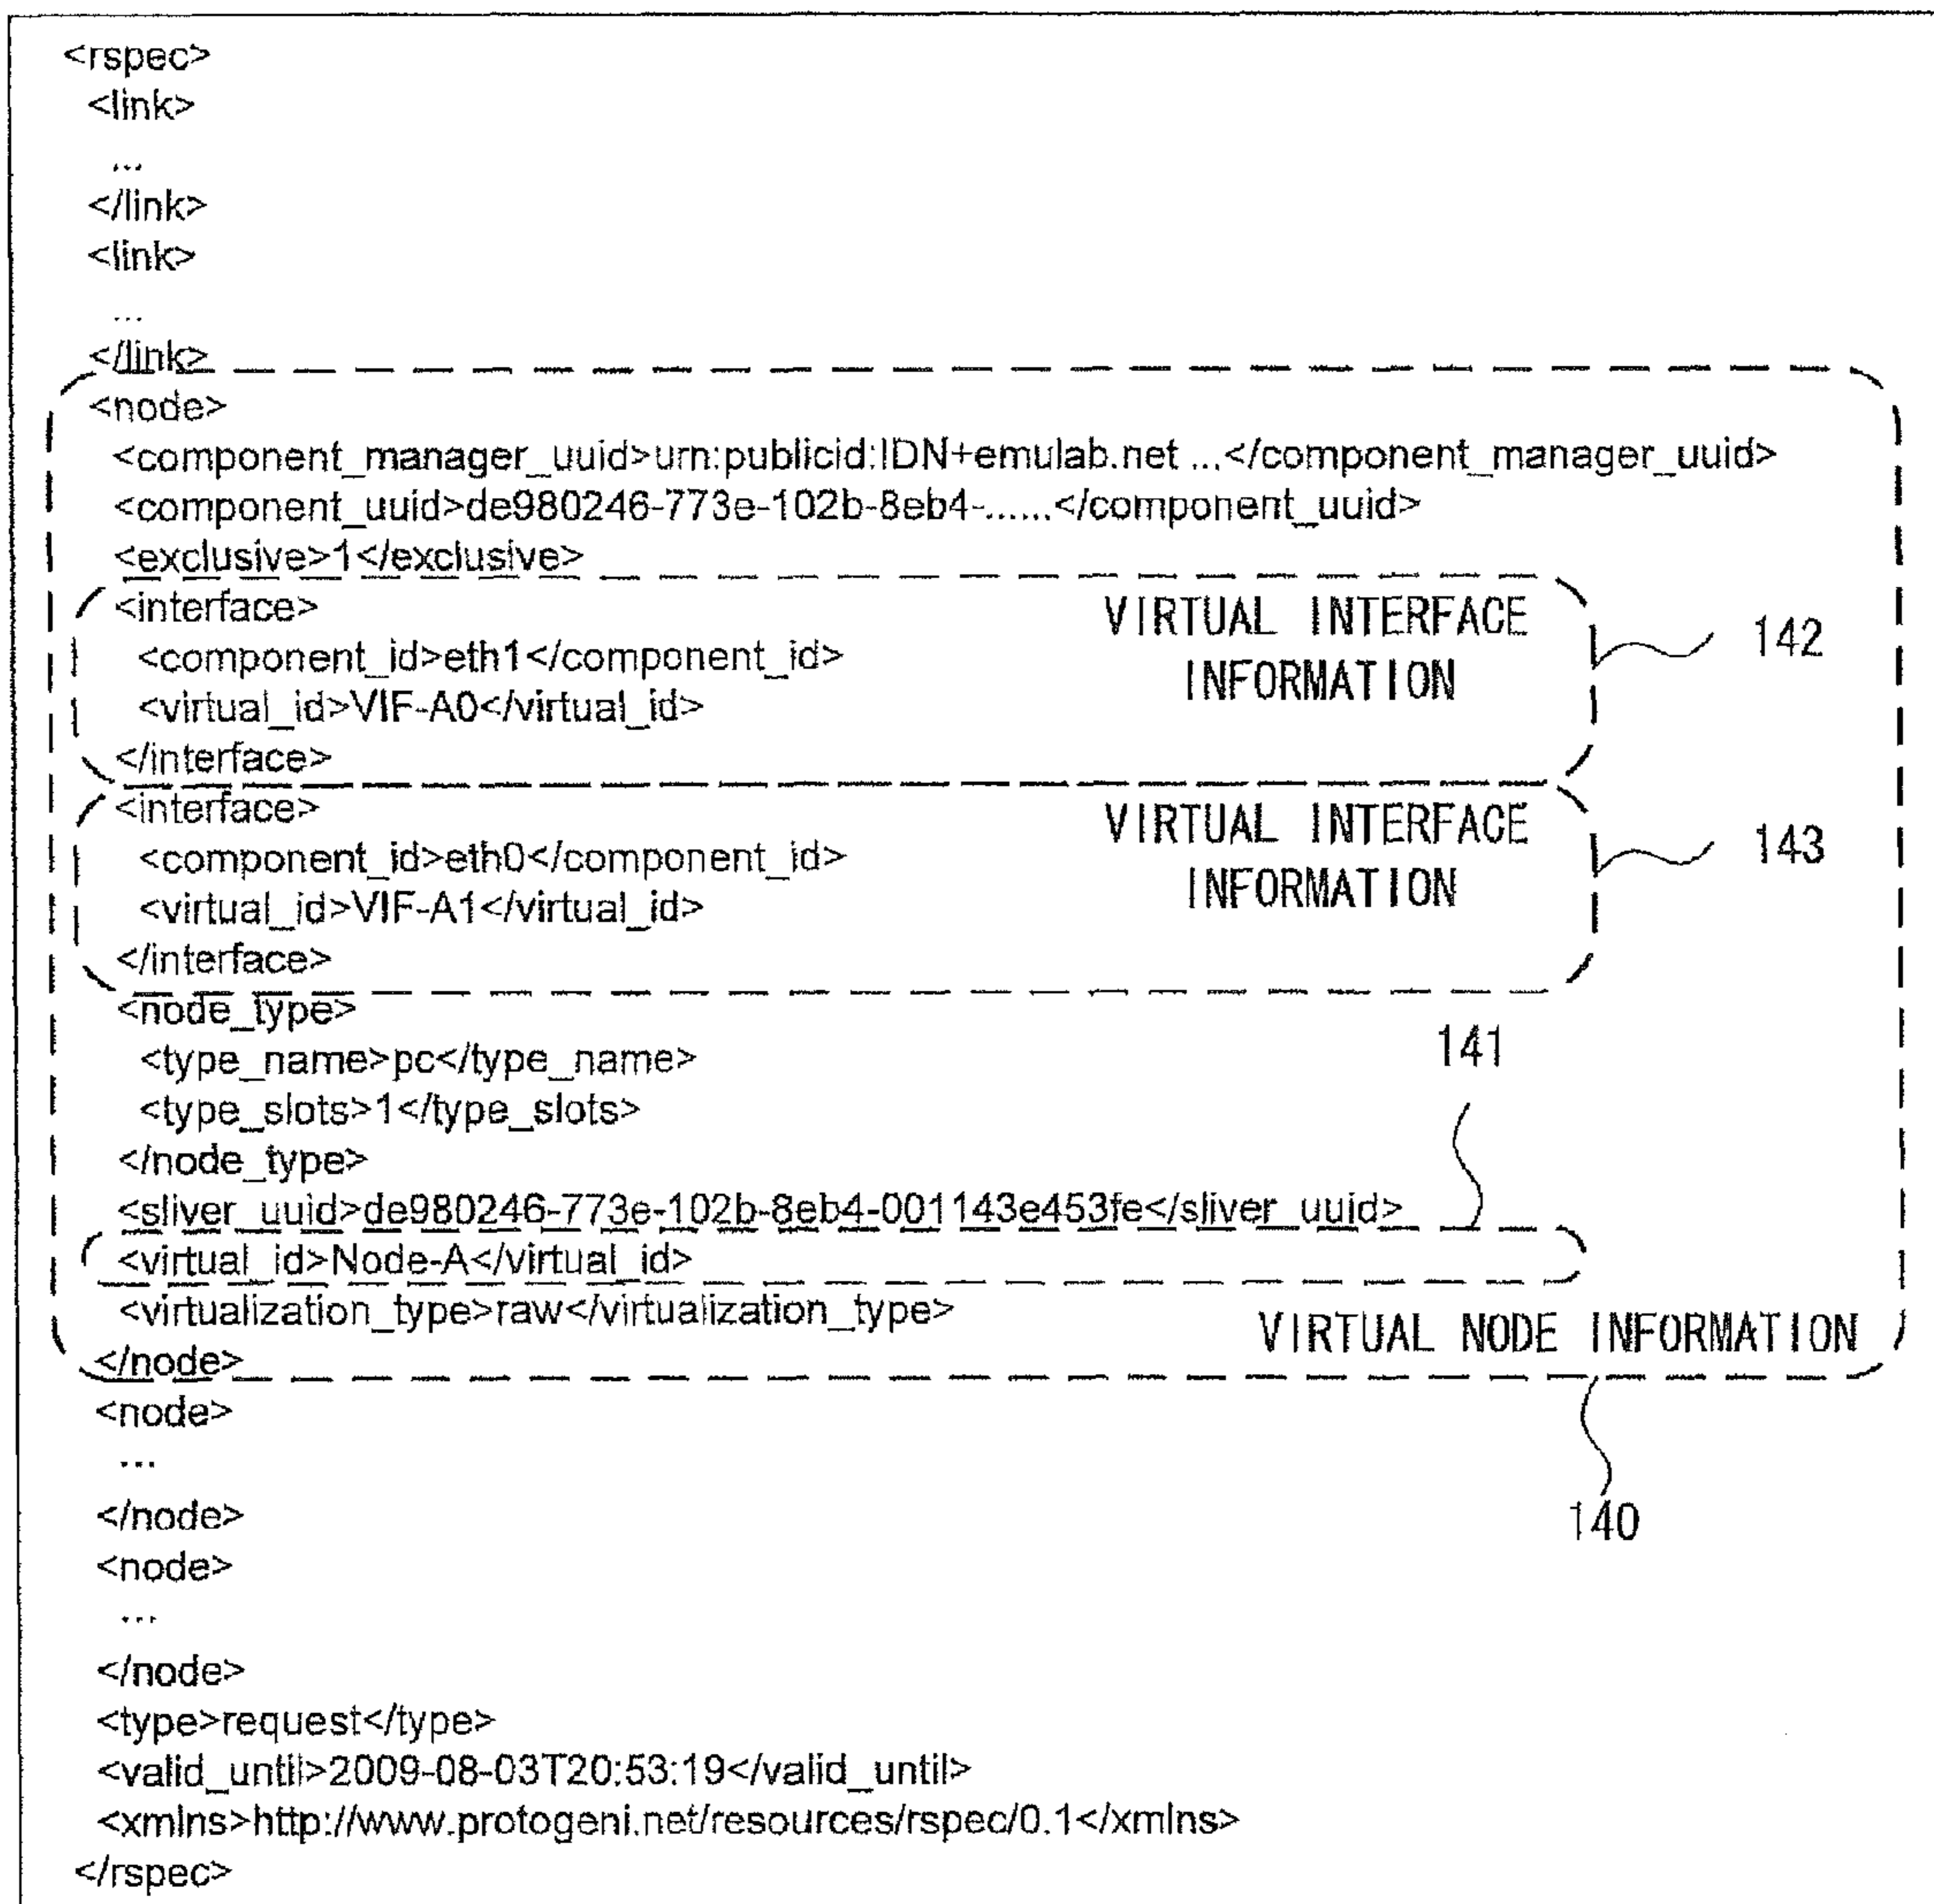 <rspec>
<link>
...
</link>
<link>
...
</link>
<node>
<component_manager_uuid>urn:publicid:IDN+emulab.net ...</component_manager_uuid>
<component_uuid>de980246-773e-102b-8eb4-......</component_uuid>
<exclusive>1</exclusive>
<interface>
VIRTUAL INTERFACE
<component_id>eth1</component_id>
142
INFORMATION
<virtual_id>VIF-A0</virtual_id>
</interface>
<interface>
VIRTUAL INTERFACE
<component_id>eth0</component_id>
143
INFORMATION
<virtual_id>VIF-A1</virtual_id>
</interface>
<node_type>
141
<type_name>pc</type_name>
<type_slots>1</type_slots>
</node_type>
<sliver_uuid>de980246-773e-102b-8eb4-001143e453fe</sliver_uuid>
<virtual_id>Node-A</virtual_id>
<virtualization_type>raw</virtualization_type>
VIRTUAL NODE INFORMATION
</node>
<node>
...
</node>
140
<node>
...
</node>
<type>request</type>
<valid_until>2009-08-03T20:53:19</valid_until>
<xmlns>http://www.protogeni.net/resources/rspec/0.1</xmlns>
</rspec>